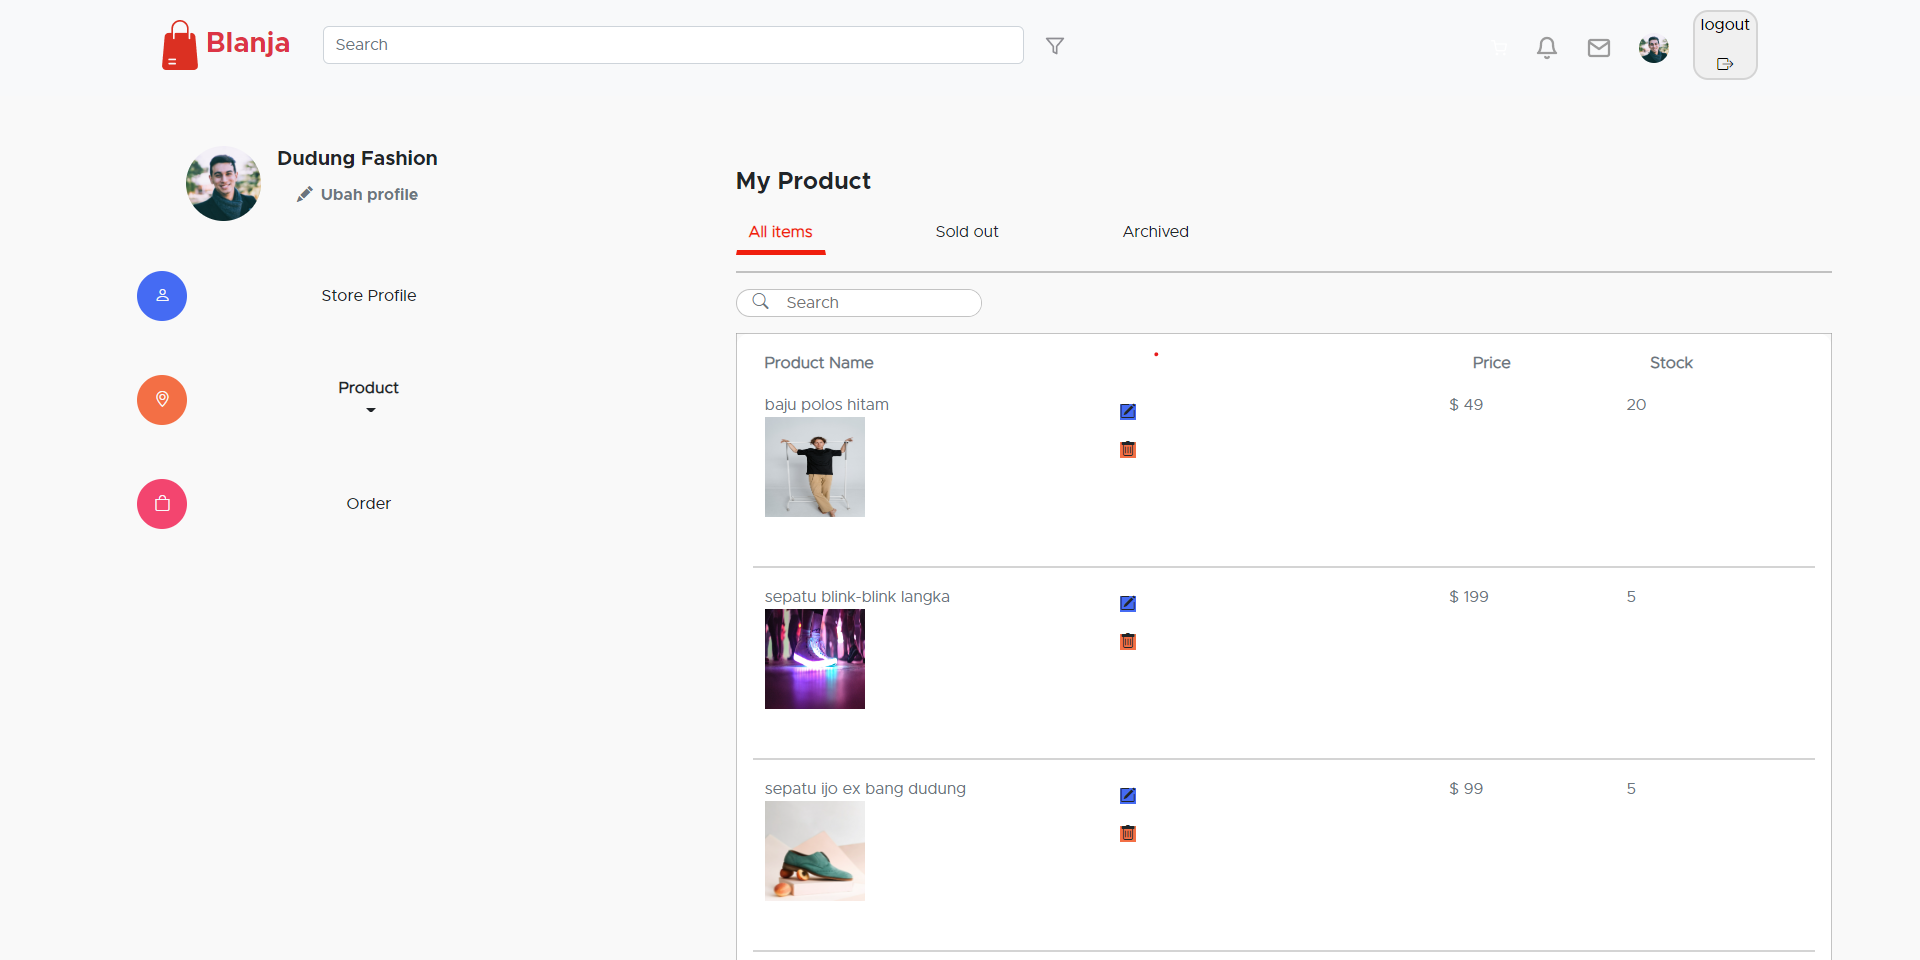 Blanja
Search
logout
Dudung Fashion
Ubah profile
Store Profile
Product
Order
My Product
All items
Sold out
Archived
Search
Product Name
Price
Stock
baju polos hitam
$ 49
20
sepatu blink-blink langka
$ 199
5
sepatu ijo ex bang dudung
$ 99
5